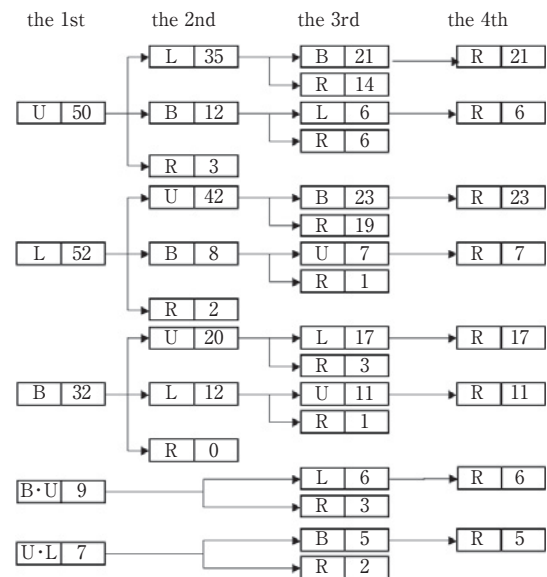 the 1st the 2nd the 3rd the 4th
L 35 B 21 R 21
R 14
U 50 B 12 L 6 R 6
R 6
R 3
U 42 B 23 R 23
R 19
L 52 B 8 U 7 R 7
R 1
R 2
U 20 L 17 R 17
R 3
B 32 L 12 U 11 R 11
R 1
R 0
L 6 R 6
B·U 9
R 3
B 5 R 5
U·L 7
R 2